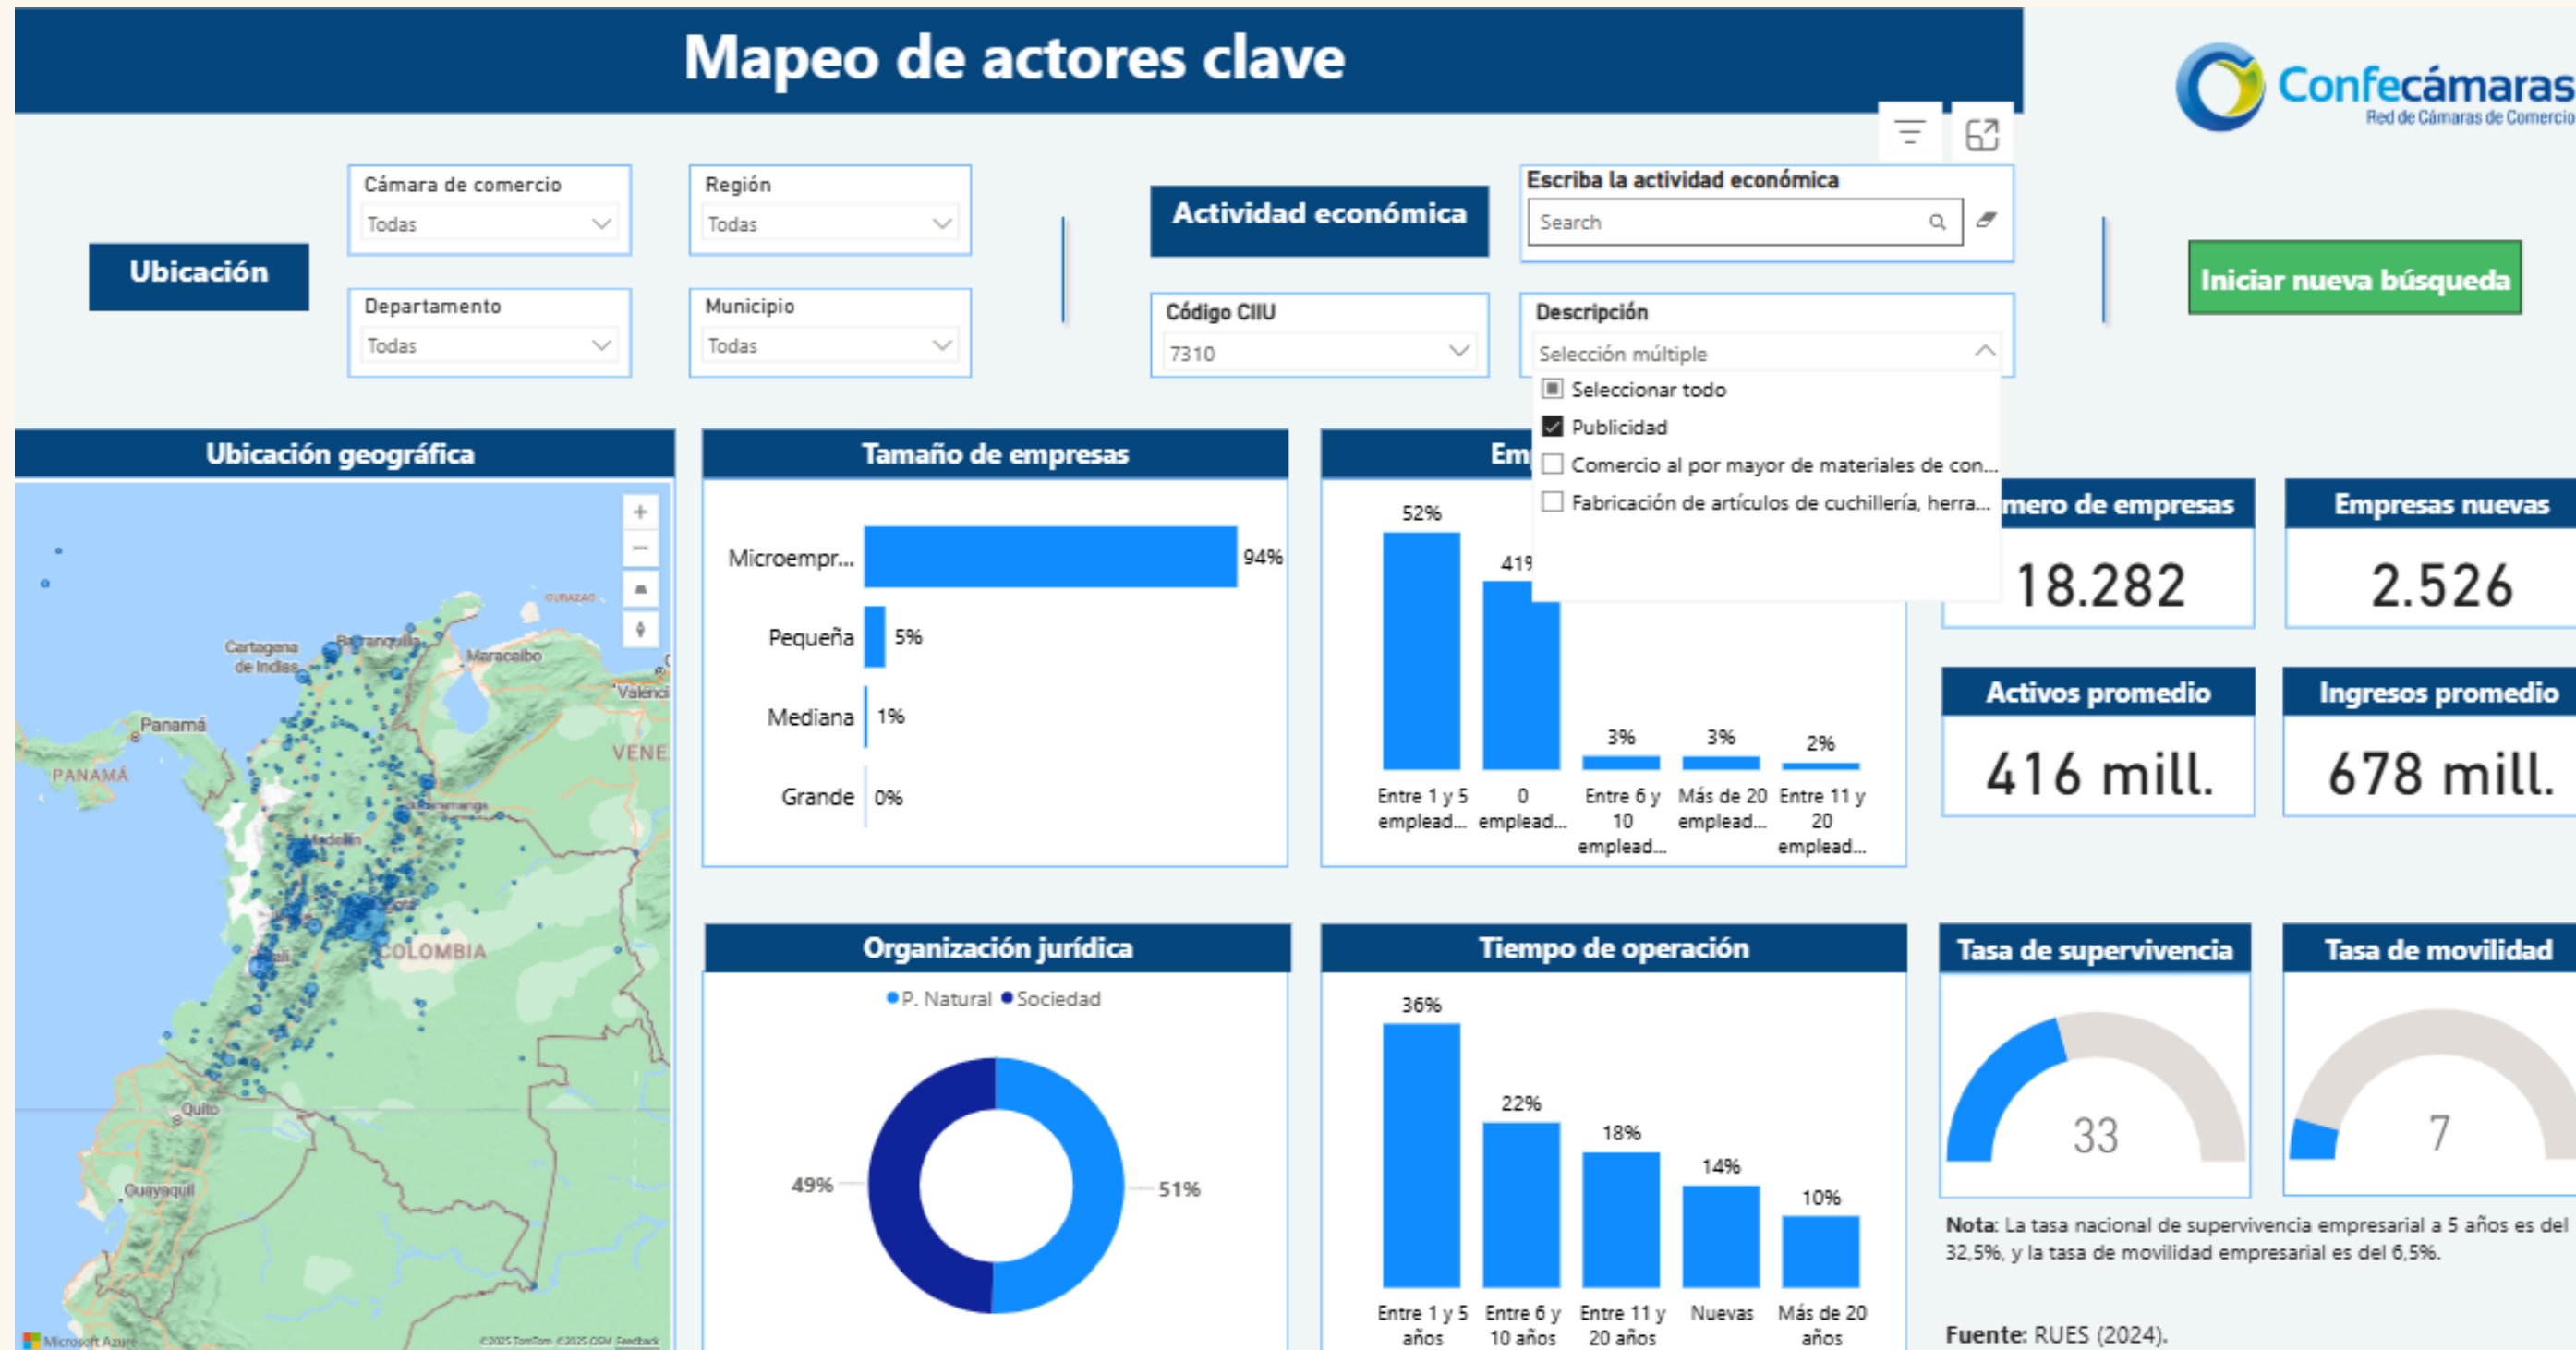 Mapeo de actores clave
Confecámaras
Red de Cámaras de Comercio
Ubicación
Cámara de comercio
Todas
Región
Todas
Departamento
Todas
Municipio
Todas
Actividad económica
Escriba la actividad económica
Search
Código CIIU
7310
Descripción
Selección múltiple
Seleccionar todo
Publicidad
Comercio al por mayor de materiales de con...
Fabricación de artículos de cuchillería, herra...
Iniciar nueva búsqueda
Ubicación geográfica
CURAZAO
Cartagena
de Indias
Barranquilla
Maracaibo
Panamá
PANAMÁ
VENE
Bucaramanga
Medellín
COLOMBIA
Quito
Guayaquil
Microsoft Azure
©2025 TomTom ©2025 OSM Feedback
Tamaño de empresas
Microempr... 94%
Pequeña 5%
Mediana 1%
Grande 0%
Em
52%
41%
3%
3%
2%
Entre 1 y 5 emplead...
0 emplead...
Entre 6 y 10 emplead...
Más de 20 emplead...
Entre 11 y 20 emplead...
mero de empresas
18.282
Empresas nuevas
2.526
Activos promedio
416 mill.
Ingresos promedio
678 mill.
Organización jurídica
P. Natural Sociedad
49%
51%
Tiempo de operación
36%
22%
18%
14%
10%
Entre 1 y 5 años
Entre 6 y 10 años
Entre 11 y 20 años
Nuevas
Más de 20 años
Tasa de supervivencia
33
Tasa de movilidad
7
Nota: La tasa nacional de supervivencia empresarial a 5 años es del
32,5%, y la tasa de movilidad empresarial es del 6,5%.
Fuente: RUES (2024).